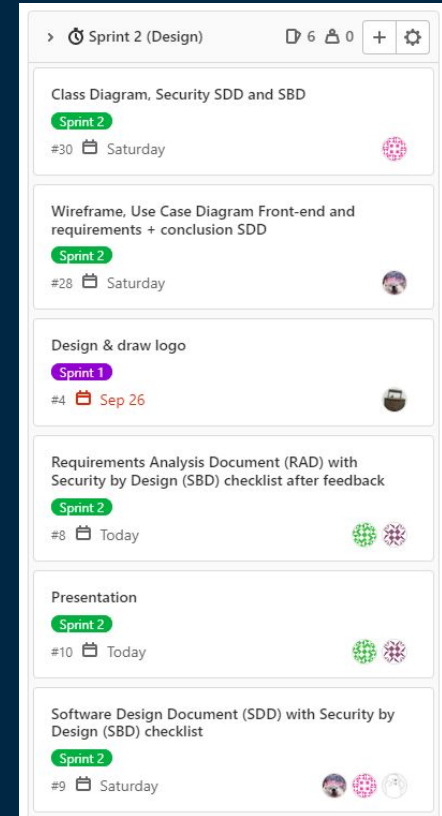 Sprint 2 (Design) 6 0
Class Diagram, Security SDD and SBD
Sprint 2
#30 Saturday
Wireframe, Use Case Diagram Front-end and
requirements + conclusion SDD
Sprint 2
#28 Saturday
Design & draw logo
Sprint 1
#4 Sep 26
Requirements Analysis Document (RAD) with
Security by Design (SBD) checklist after feedback
Sprint 2
#8 Today
Presentation
Sprint 2
#10 Today
Software Design Document (SDD) with Security by
Design (SBD) checklist
Sprint 2
#9 Saturday